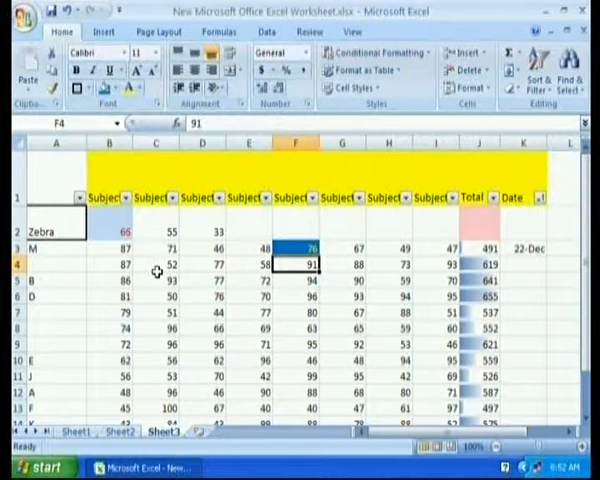 New Microsoft Office Excel Worksheet.xlsx - Microsoft Excel
Home Insert Page Layout Formulas Data Review View
Calibri 11 General Conditional Formatting Insert Σ
Paste B I U A A $ % , Format as Table Delete Sort & Find &
Cell Styles Format Filter Select
Clipboa... Font Alignment Number Styles Cells Editing
F4 fx 91
A B C D E F G H I J K L
1 Subject Subject Subject Subject Subject Subject Subject Subject Total Date
2 Zebra 66 55 33
3 M 87 71 46 48 76 67 49 47 491 22-Dec
4 87 52 77 58 91 88 73 93 619
5 B 86 93 77 72 94 90 59 70 641
6 D 81 50 76 70 96 93 94 95 655
7 79 51 44 77 80 67 88 51 537
8 74 96 66 69 63 65 59 60 552
9 72 96 96 71 95 92 53 46 621
10 E 62 56 62 96 46 48 94 95 559
11 J 56 53 70 42 99 95 42 69 526
12 A 48 96 46 90 88 68 80 71 587
13 F 45 100 67 40 40 47 61 97 497
Sheet1 Sheet2 Sheet3
Ready 100%
start Microsoft Excel - New... 6:52 AM